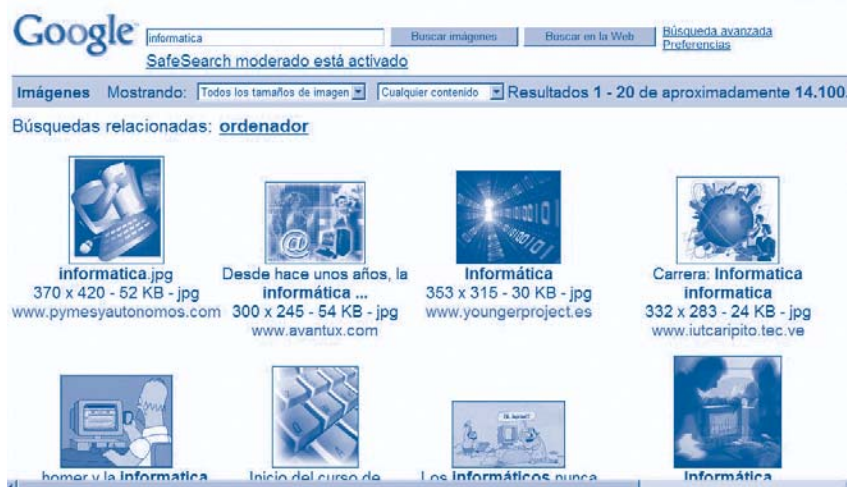 Google informatica Buscar imágenes Buscar en la Web Búsqueda avanzada
Preferencias
SafeSearch moderado está activado
Imágenes Mostrando: Todos los tamaños de imagen Cualquier contenido Resultados 1 - 20 de aproximadamente 14.100.
Búsquedas relacionadas: ordenador
informatica.jpg
370 x 420 - 52 KB - jpg
www.pymesyautonomos.com
Desde hace unos años, la
informática ...
300 x 245 - 54 KB - jpg
www.avantux.com
Informática
353 x 315 - 30 KB - jpg
www.youngerproject.es
Carrera: Informatica
informatica
332 x 283 - 24 KB - jpg
www.iutcaripito.tec.ve
homer y la informatica
Inicio del curso de
Los informáticos nunca
Informática